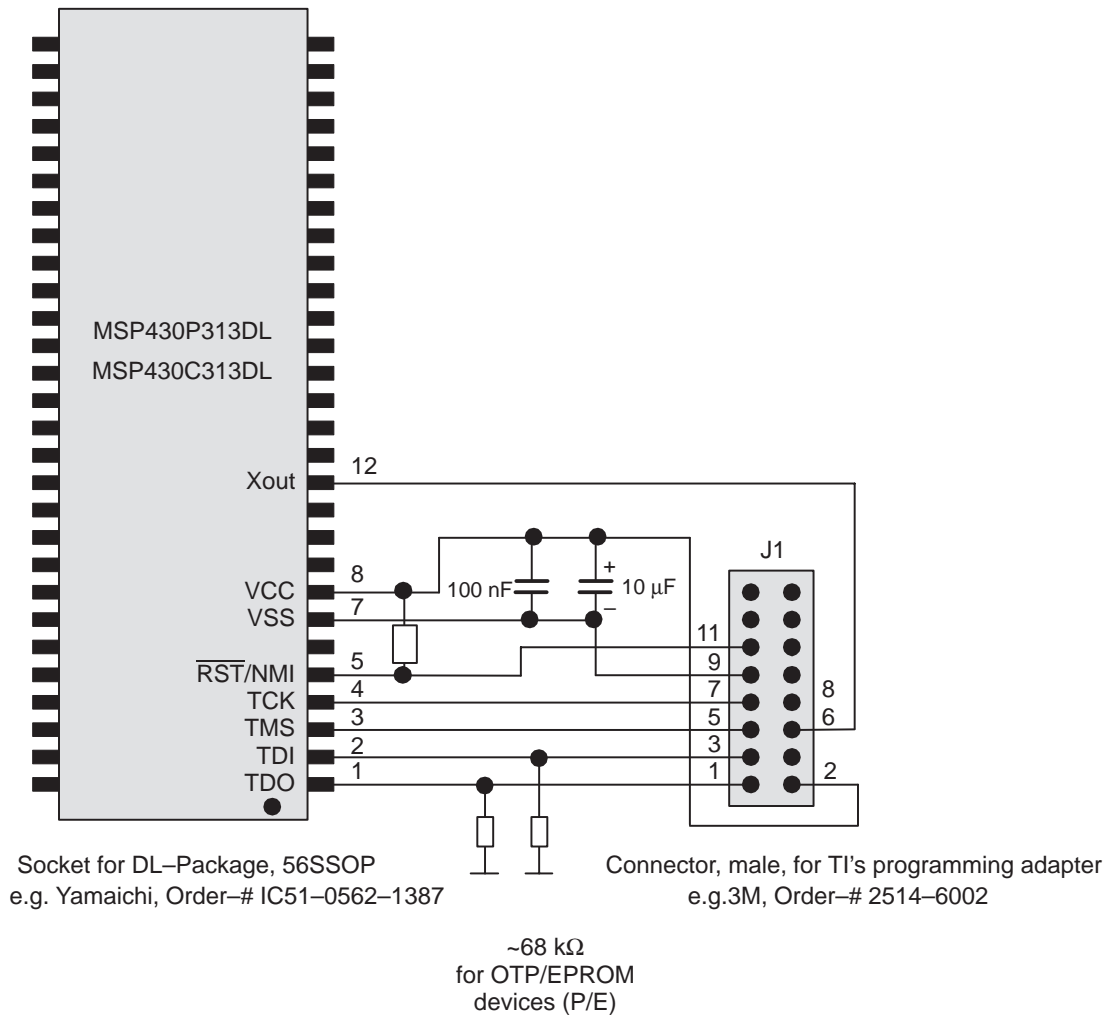 MSP430P313DL
MSP430C313DL
Xout
12
J1
VCC
8
100 nF
+
10 μF
–
VSS
7
11
RST/NMI
5
9
TCK
4
7
8
TMS
3
5
6
TDI
2
3
TDO
1
1
2
Socket for DL–Package, 56SSOP
e.g. Yamaichi, Order–# IC51–0562–1387
Connector, male, for TI's programming adapter
e.g.3M, Order–# 2514–6002
~68 kΩ
for OTP/EPROM
devices (P/E)